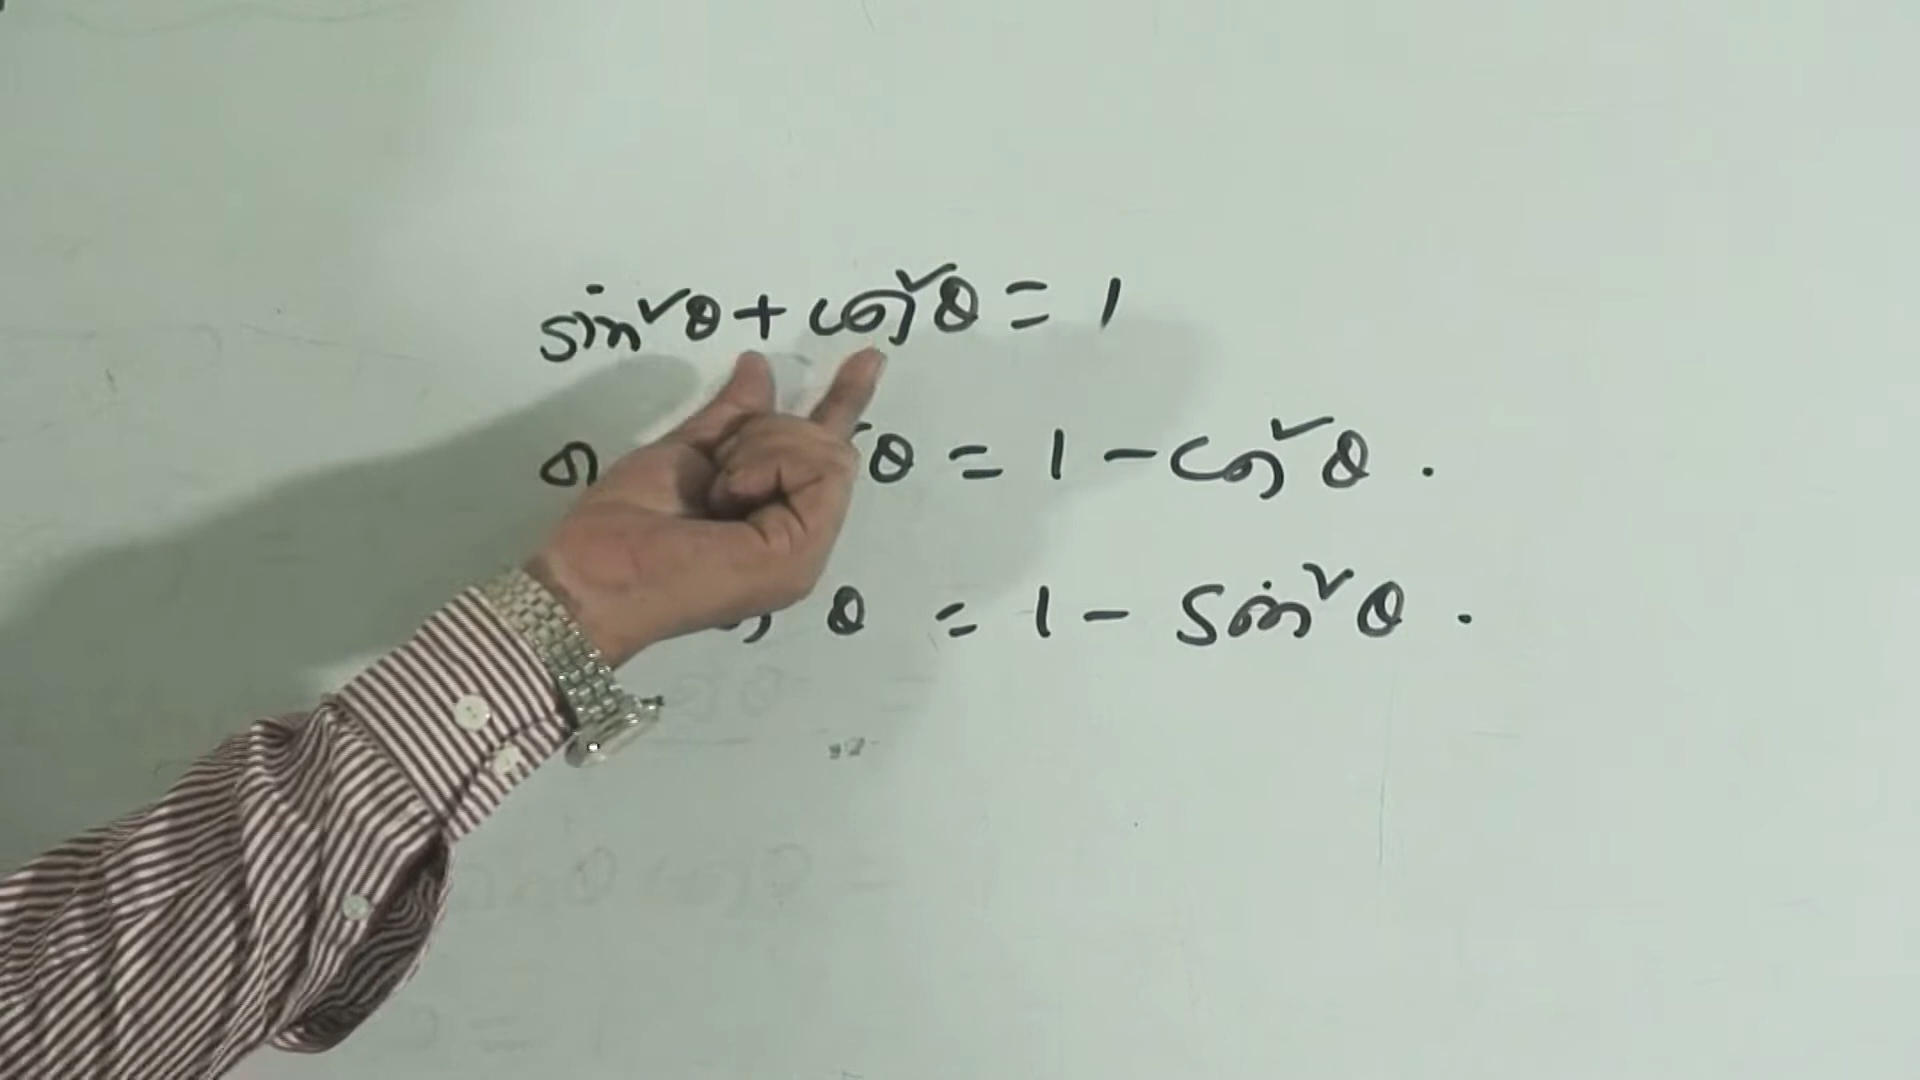 sin²θ + cos²θ = 1
θ = 1 - cos²θ .
θ = 1 - sin²θ .